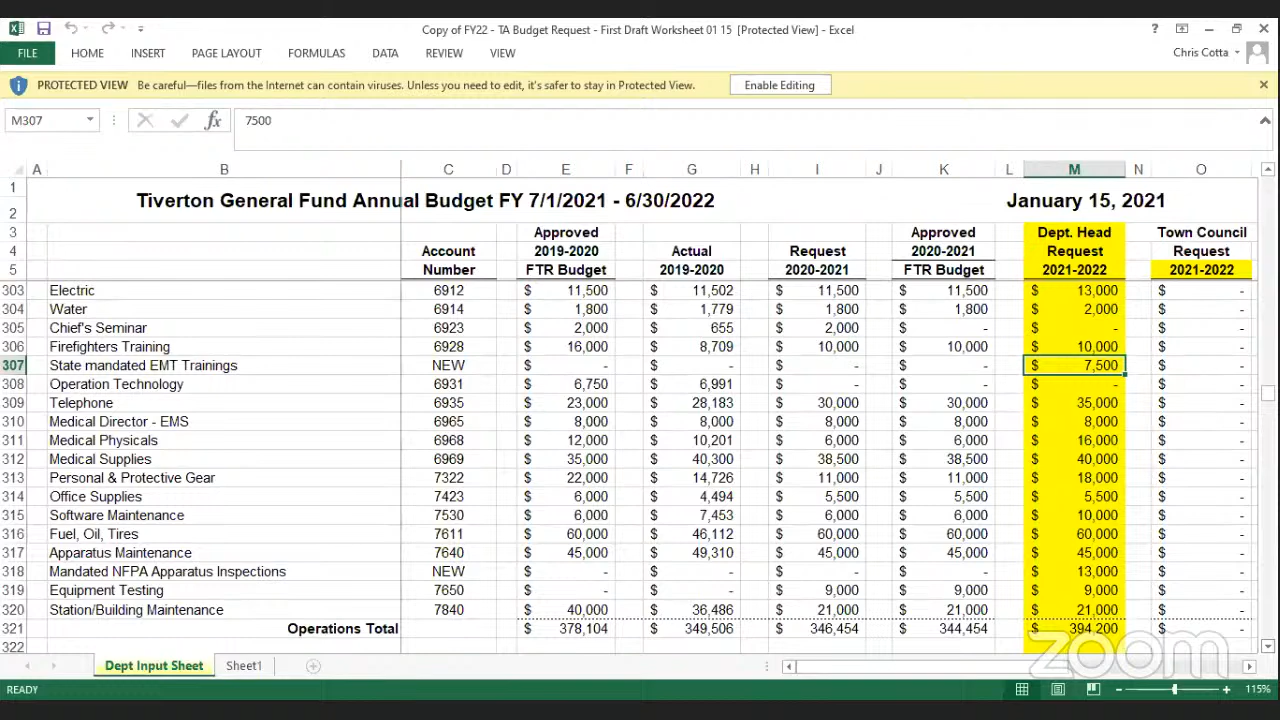 Copy of FY22 - TA Budget Request - First Draft Worksheet 01 15 [Protected View] - Excel ?
FILE HOME INSERT PAGE LAYOUT FORMULAS DATA REVIEW VIEW Chris Cotta
PROTECTED VIEW Be careful—files from the Internet can contain viruses. Unless you need to edit, it's safer to stay in Protected View. Enable Editing
M307 fx 7500
A B C D E F G H I J K L M N O
1 Tiverton General Fund Annual Budget FY 7/1/2021 - 6/30/2022 January 15, 2021
2
3 Approved Approved Dept. Head Town Council
4 Account 2019-2020 Actual Request 2020-2021 Request Request
5 Number FTR Budget 2019-2020 2020-2021 FTR Budget 2021-2022 2021-2022
303 Electric 6912 $ 11,500 $ 11,502 $ 11,500 $ 11,500 $ 13,000 $ -
304 Water 6914 $ 1,800 $ 1,779 $ 1,800 $ 1,800 $ 2,000 $ -
305 Chief's Seminar 6923 $ 2,000 $ 655 $ 2,000 $ - $ - $ -
306 Firefighters Training 6928 $ 16,000 $ 8,709 $ 10,000 $ 10,000 $ 10,000 $ -
307 State mandated EMT Trainings NEW $ - $ - $ - $ - $ 7,500 $ -
308 Operation Technology 6931 $ 6,750 $ 6,991 $ - $ - $ - $ -
309 Telephone 6935 $ 23,000 $ 28,183 $ 30,000 $ 30,000 $ 35,000 $ -
310 Medical Director - EMS 6965 $ 8,000 $ 8,000 $ 8,000 $ 8,000 $ 8,000 $ -
311 Medical Physicals 6968 $ 12,000 $ 10,201 $ 6,000 $ 6,000 $ 16,000 $ -
312 Medical Supplies 6969 $ 35,000 $ 40,300 $ 38,500 $ 38,500 $ 40,000 $ -
313 Personal & Protective Gear 7322 $ 22,000 $ 14,726 $ 11,000 $ 11,000 $ 18,000 $ -
314 Office Supplies 7423 $ 6,000 $ 4,494 $ 5,500 $ 5,500 $ 5,500 $ -
315 Software Maintenance 7530 $ 6,000 $ 7,453 $ 6,000 $ 6,000 $ 10,000 $ -
316 Fuel, Oil, Tires 7611 $ 60,000 $ 46,112 $ 60,000 $ 60,000 $ 60,000 $ -
317 Apparatus Maintenance 7640 $ 45,000 $ 49,310 $ 45,000 $ 45,000 $ 45,000 $ -
318 Mandated NFPA Apparatus Inspections NEW $ - $ - $ - $ - $ 13,000 $ -
319 Equipment Testing 7650 $ - $ - $ 9,000 $ 9,000 $ 9,000 $ -
320 Station/Building Maintenance 7840 $ 40,000 $ 36,486 $ 21,000 $ 21,000 $ 21,000 $ -
321 Operations Total $ 378,104 $ 349,506 $ 346,454 $ 344,454 $ 394,200 $ -
322
zoom
Dept Input Sheet Sheet1
READY 115%